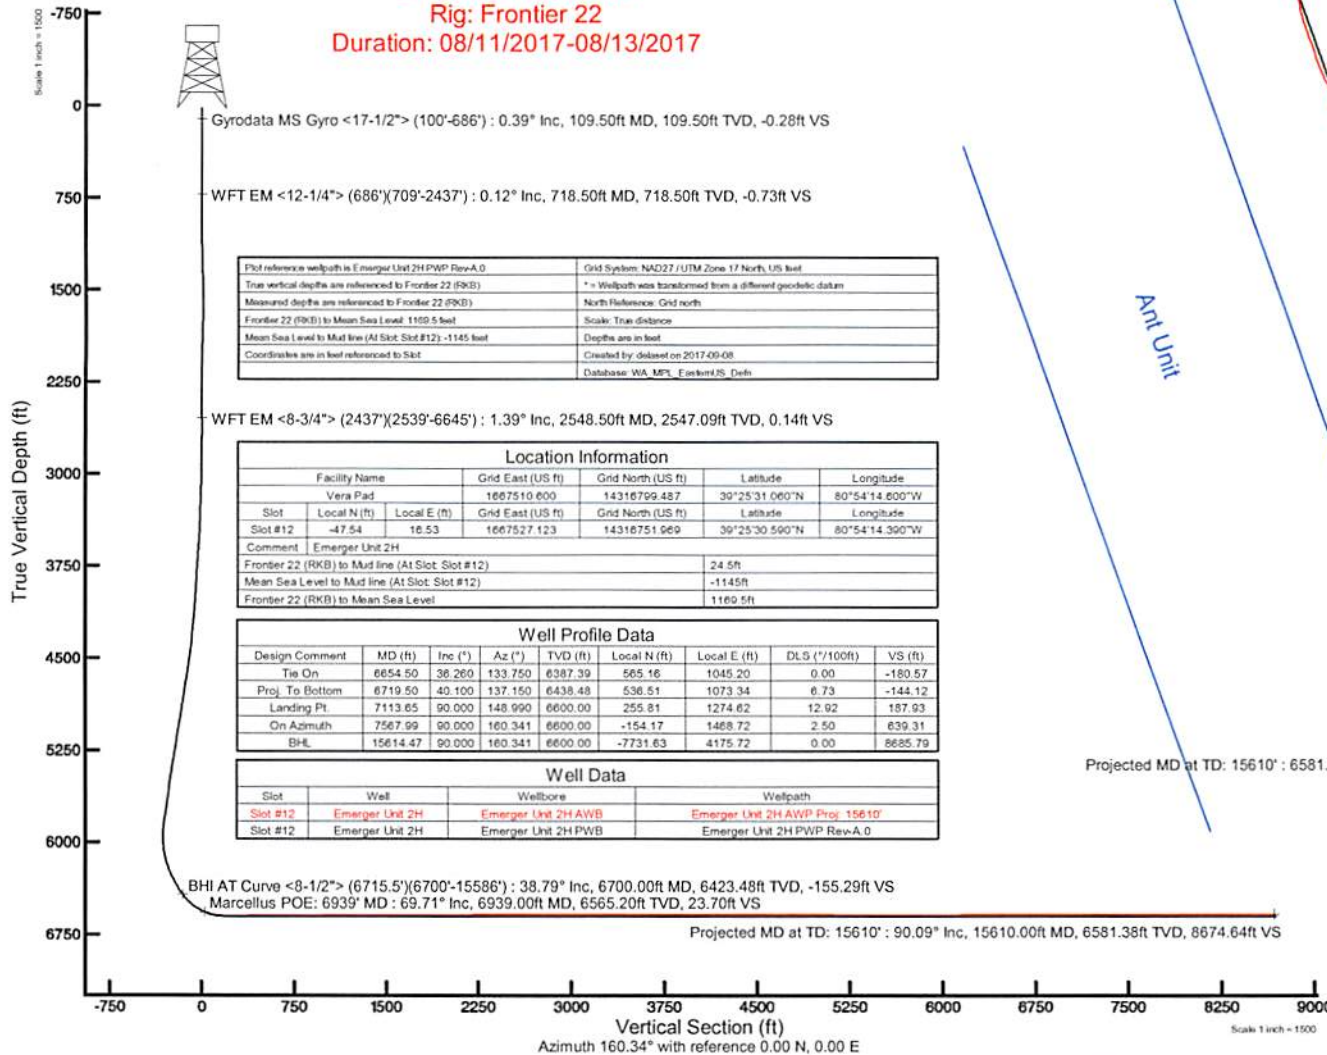 Scale 1 inch = 1500
Rig: Frontier 22
Duration: 08/11/2017-08/13/2017
True Vertical Depth (ft)
-750
0
750
1500
2250
3000
3750
4500
5250
6000
6750
Gyrodata MS Gyro <17-1/2"> (100'-686') : 0.39° Inc, 109.50ft MD, 109.50ft TVD, -0.28ft VS
WFT EM <12-1/4"> (686')(709'-2437') : 0.12° Inc, 718.50ft MD, 718.50ft TVD, -0.73ft VS
Plot reference wellpath is Emerger Unit 2H PWP Rev-A.0 Grid System: NAD27 / UTM Zone 17 North, US feet
True vertical depths are referenced to Frontier 22 (RKB) * = Wellpath was transformed from a different geodetic datum
Measured depths are referenced to Frontier 22 (RKB) North Reference: Grid north
Frontier 22 (RKB) to Mean Sea Level: 1169.5 feet Scale: True distance
Mean Sea Level to Mud line (At Slot: Slot #12): -1145 feet Depths are in feet
Coordinates are in feet referenced to Slot Created by: delaset on 2017-09-08
Database: WA_MPL_EasternUS_Defn
Ant Unit
WFT EM <8-3/4"> (2437')(2539'-6645') : 1.39° Inc, 2548.50ft MD, 2547.09ft TVD, 0.14ft VS
Location Information
Facility Name Grid East (US ft) Grid North (US ft) Latitude Longitude
Vera Pad 1667510.600 14316799.487 39°25'31.060"N 80°54'14.600"W
Slot Local N (ft) Local E (ft) Grid East (US ft) Grid North (US ft) Latitude Longitude
Slot #12 -47.54 16.53 1667527.123 14316751.969 39°25'30.590"N 80°54'14.390"W
Comment Emerger Unit 2H
Frontier 22 (RKB) to Mud line (At Slot: Slot #12) 24.5ft
Mean Sea Level to Mud line (At Slot: Slot #12) -1145ft
Frontier 22 (RKB) to Mean Sea Level 1169.5ft
Well Profile Data
Design Comment MD (ft) Inc (°) Az (°) TVD (ft) Local N (ft) Local E (ft) DLS (°/100ft) VS (ft)
Tie On 6654.50 36.260 133.750 6387.39 565.16 1045.20 0.00 -180.57
Proj. To Bottom 6719.50 40.100 137.150 6438.48 536.51 1073.34 6.73 -144.12
Landing Pt. 7113.65 90.000 148.990 6600.00 255.81 1274.62 12.92 187.93
On Azimuth 7567.99 90.000 160.341 6600.00 -154.17 1468.72 2.50 639.31
BHL 15614.47 90.000 160.341 6600.00 -7731.63 4175.72 0.00 8685.79
Well Data
Slot Well Wellbore Wellpath
Slot #12 Emerger Unit 2H Emerger Unit 2H AWB Emerger Unit 2H AWP Proj: 15610'
Slot #12 Emerger Unit 2H Emerger Unit 2H PWB Emerger Unit 2H PWP Rev-A.0
Projected MD at TD: 15610' : 6581.
BHI AT Curve <8-1/2"> (6715.5')(6700'-15586') : 38.79° Inc, 6700.00ft MD, 6423.48ft TVD, -155.29ft VS
Marcellus POE: 6939' MD : 69.71° Inc, 6939.00ft MD, 6565.20ft TVD, 23.70ft VS
Projected MD at TD: 15610' : 90.09° Inc, 15610.00ft MD, 6581.38ft TVD, 8674.64ft VS
-750 0 750 1500 2250 3000 3750 4500 5250 6000 6750 7500 8250 9000
Vertical Section (ft)
Scale 1 inch = 1500
Azimuth 160.34° with reference 0.00 N, 0.00 E